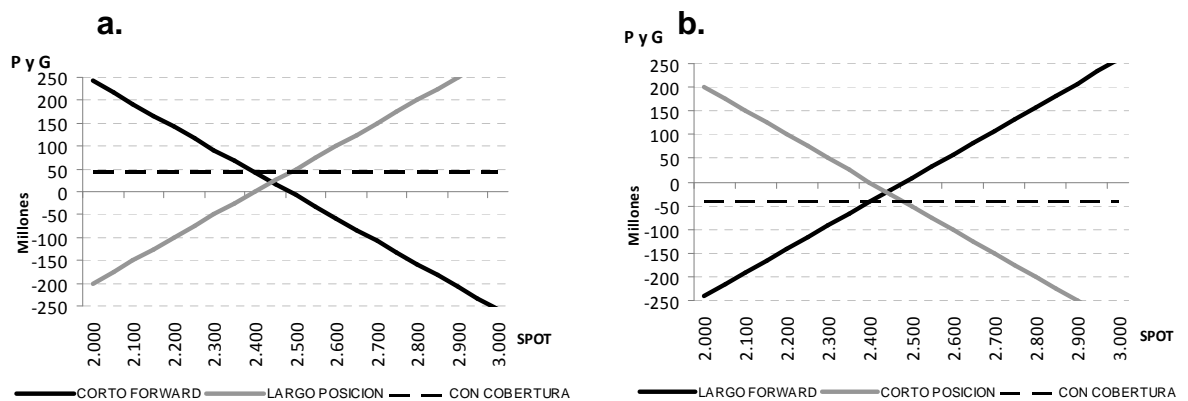 a.
P y G
250
200
150
100
50
0
-50
-100
-150
-200
-250
Millones
2.000 2.100 2.200 2.300 2.400 2.500 2.600 2.700 2.800 2.900 3.000
SPOT
CORTO FORWARD LARGO POSICION CON COBERTURA
b.
P y G
250
200
150
100
50
0
-50
-100
-150
-200
-250
Millones
2.000 2.100 2.200 2.300 2.400 2.500 2.600 2.700 2.800 2.900 3.000
SPOT
LARGO FORWARD CORTO POSICION CON COBERTURA